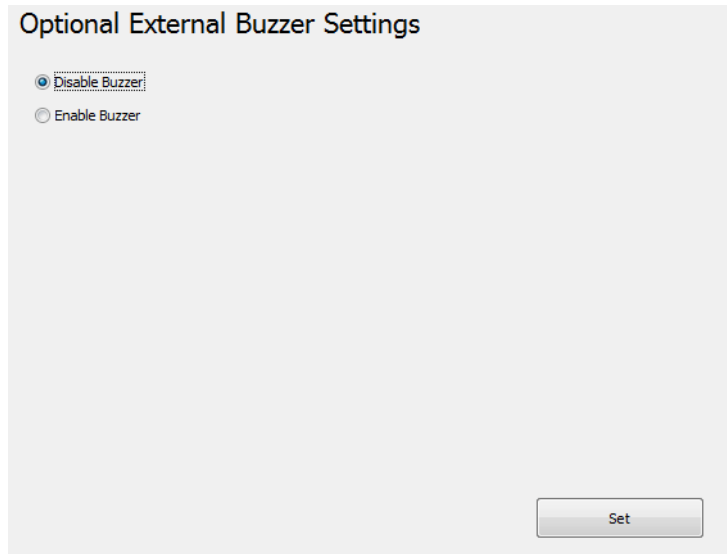 Optional External Buzzer Settings
Disable Buzzer
Enable Buzzer
Set